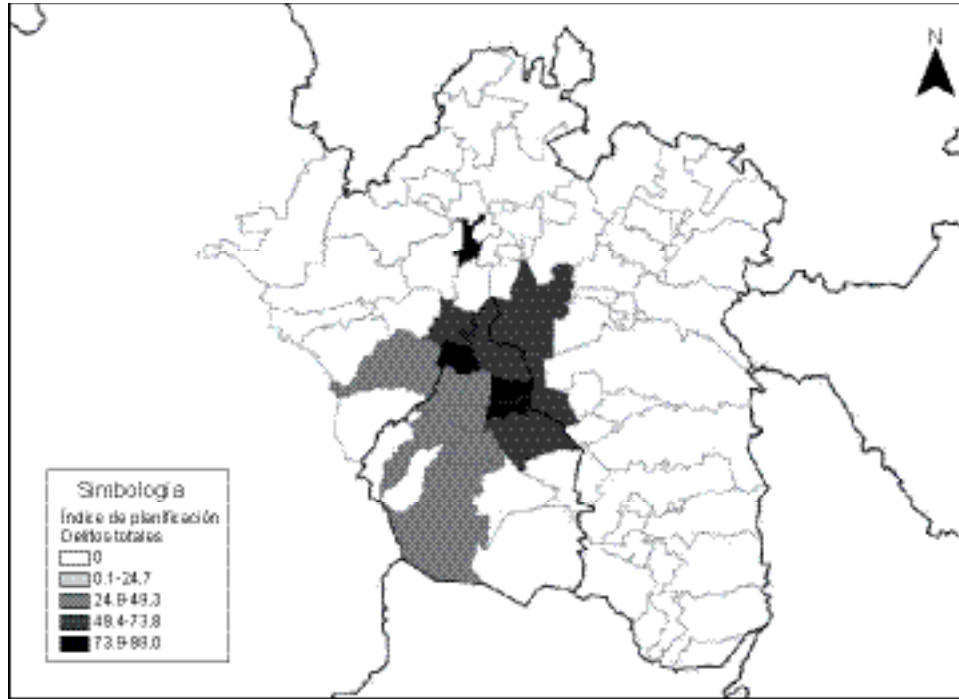 N
Simbología
Índice de planificación
Delitos totales
0
0.1-24.7
24.8-49.3
49.4-73.8
73.9-98.0